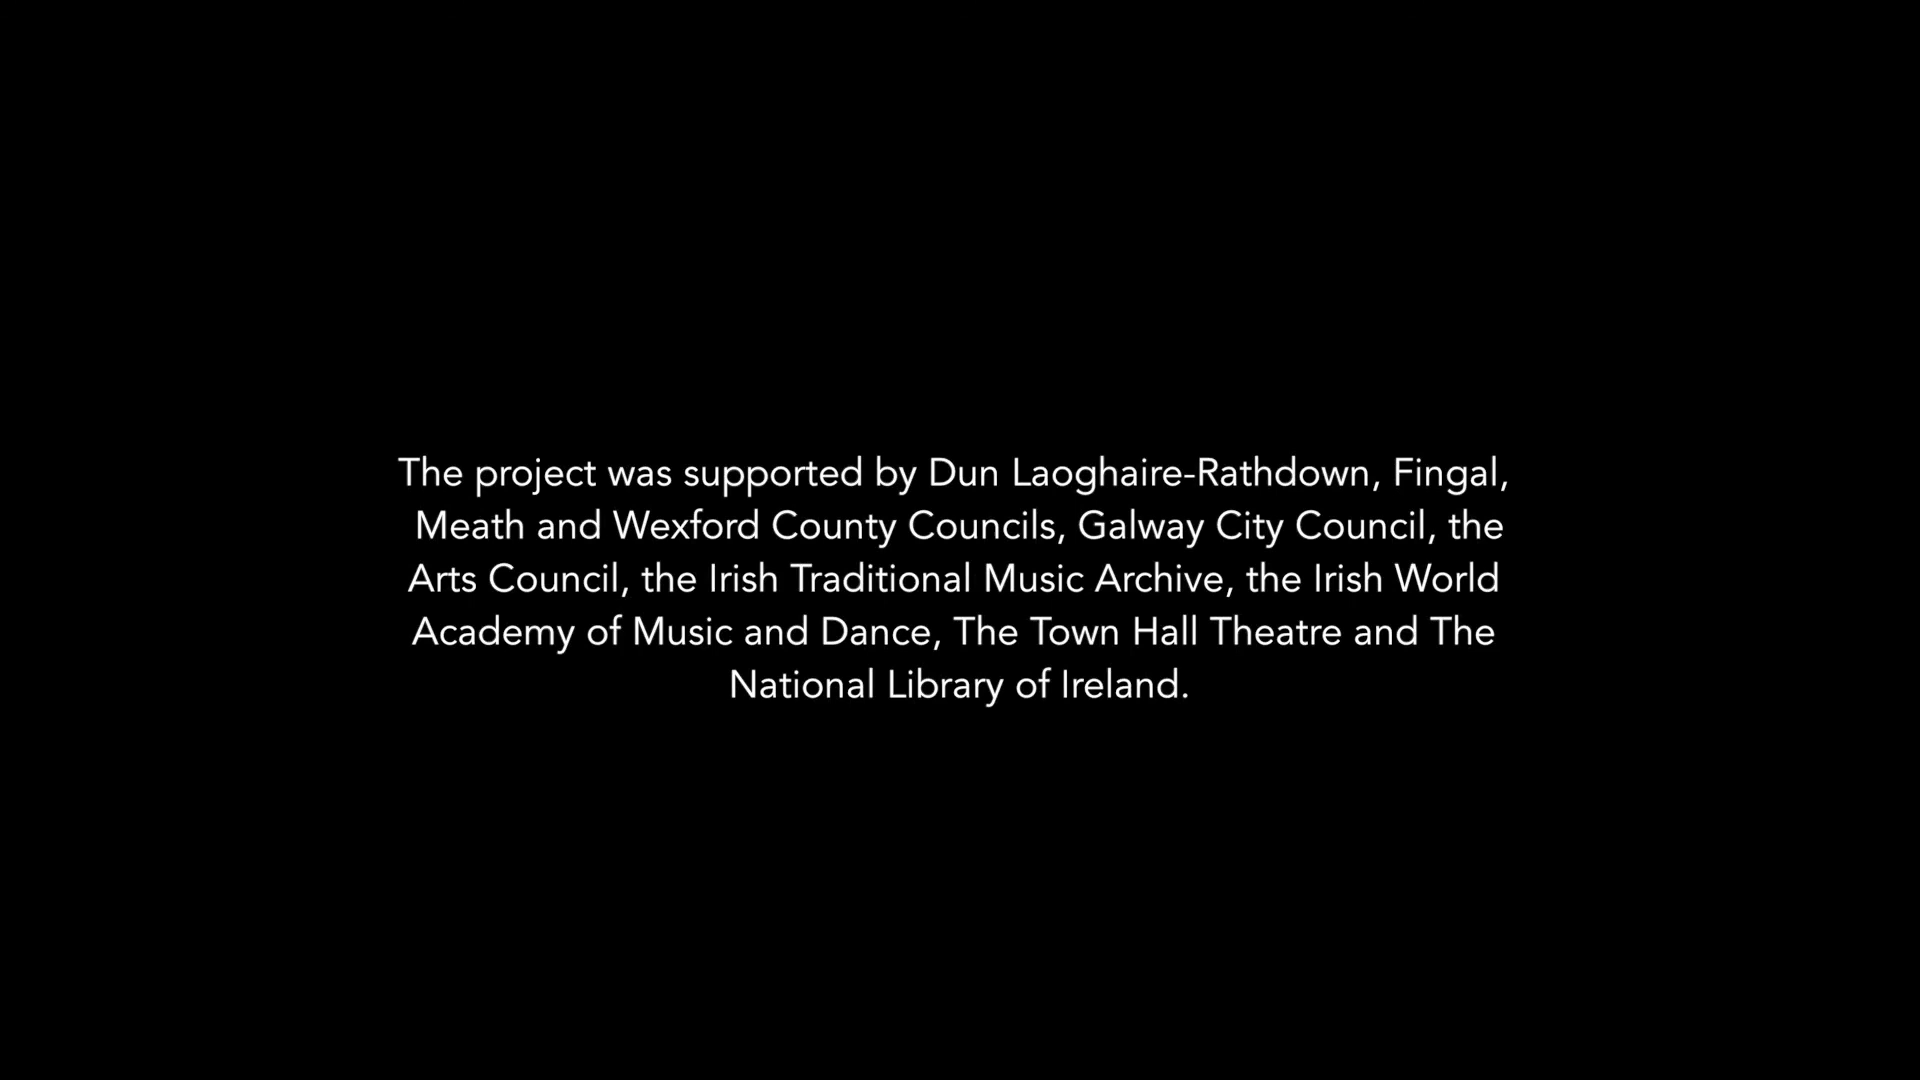 The project was supported by Dun Laoghaire-Rathdown, Fingal,
Meath and Wexford County Councils, Galway City Council, the
Arts Council, the Irish Traditional Music Archive, the Irish World
Academy of Music and Dance, The Town Hall Theatre and The
National Library of Ireland.